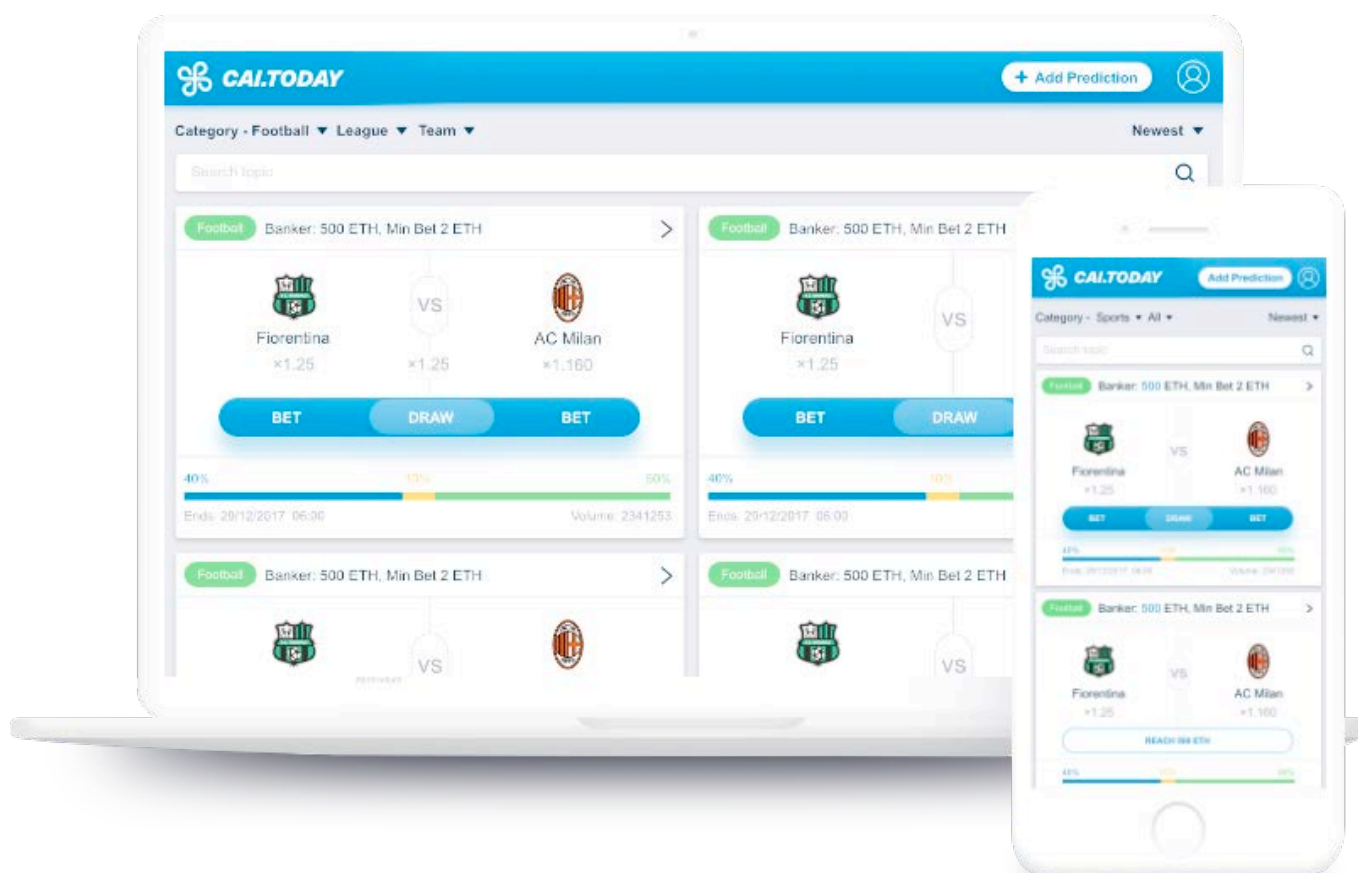 CAI.TODAY
+ Add Prediction
Category - Football ▼ League ▼ Team ▼
Newest ▼
Search topic
Football Banker: 500 ETH, Min Bet 2 ETH >
VS
Fiorentina
AC Milan
×1.25 ×1.25 ×1.160
BET DRAW BET
40% 10% 50%
Ends: 29/12/2017 06:00 Volume: 2341253
Football Banker: 500 ETH, Min Bet 2 ETH
VS
Fiorentina
×1.25
BET DRAW
40% 10%
Ends: 29/12/2017 06:00
Football Banker: 500 ETH, Min Bet 2 ETH >
VS
Football Banker: 500 ETH, Min Bet 2 ETH
VS
CAI.TODAY Add Prediction
Category - Sports ▼ All ▼ Newest ▼
Search topic
Football Banker: 500 ETH, Min Bet 2 ETH >
VS
Fiorentina AC Milan
×1.25 ×1.160
BET DRAW BET
40%
Football Banker: 500 ETH, Min Bet 2 ETH >
VS
Fiorentina AC Milan
×1.25 ×1.160
REACH ETH
40%